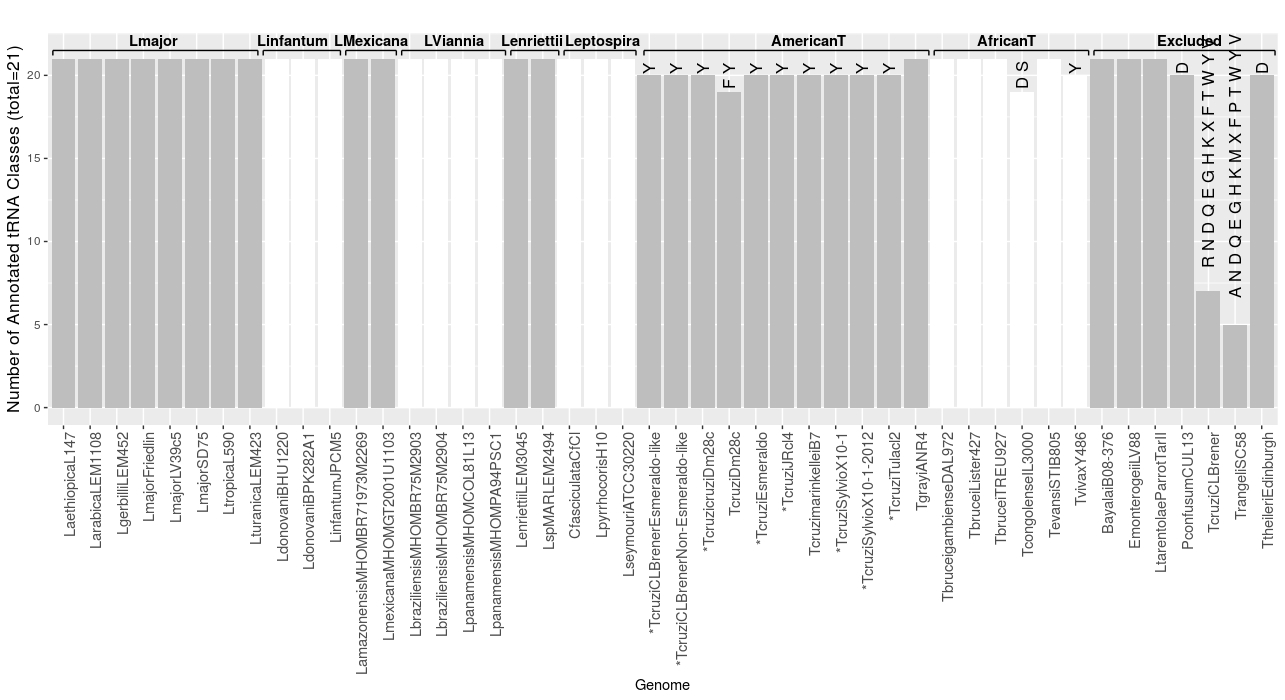 Number of Annotated tRNA Classes (total=21)
20
15
10
5
0
Lmajor
Linfantum
LMexicana
LViannia
Lenriettii
Leptospira
AmericanT
AfricanT
Excluded
Y
Y
Y
F Y
Y
Y
Y
Y
Y
Y
D S
Y
D
R N D Q E G H K X F T W Y V
A N D Q E G H K M X F P T W Y V
D
LaethiopicaL147
LarabicaLEM1108
LgerbilliLEM452
LmajorFriedlin
LmajorLV39c5
LmajorSD75
LtropicaL590
LturanicaLEM423
LdonovaniBHU1220
LdonovaniBPK282A1
LinfantumJPCM5
LamazonensisMHOMBR71973M2269
LmexicanaMHOMGT2001U1103
LbraziliensisMHOMBR75M2903
LbraziliensisMHOMBR75M2904
LpanamensisMHOMCOL81L13
LpanamensisMHOMPA94PSC1
LenriettiiLEM3045
LspMARLEM2494
CfasciculataCfCl
LpyrrhocorisH10
LseymouriATCC30220
*TcruziCLBrenerEsmeraldo-like
*TcruziCLBrenerNon-Esmeraldo-like
*TcruzicruziDm28c
TcruziDm28c
*TcruziEsmeraldo
*TcruziJRcl4
TcruzimarinkelleiB7
*TcruziSylvioX10-1
*TcruziSylvioX10-1-2012
*TcruziTulacl2
TgrayiANR4
TbruceigambienseDAL972
TbruceiLister427
TbruceiTREU927
TcongolenseIL3000
TevansiSTIB805
TvivaxY486
BayalaiB08-376
EmonterogeiiLV88
LtarentolaeParrotTarII
PconfusumCUL13
TcruziCLBrener
TrangeliSC58
TtheileriEdinburgh
Genome